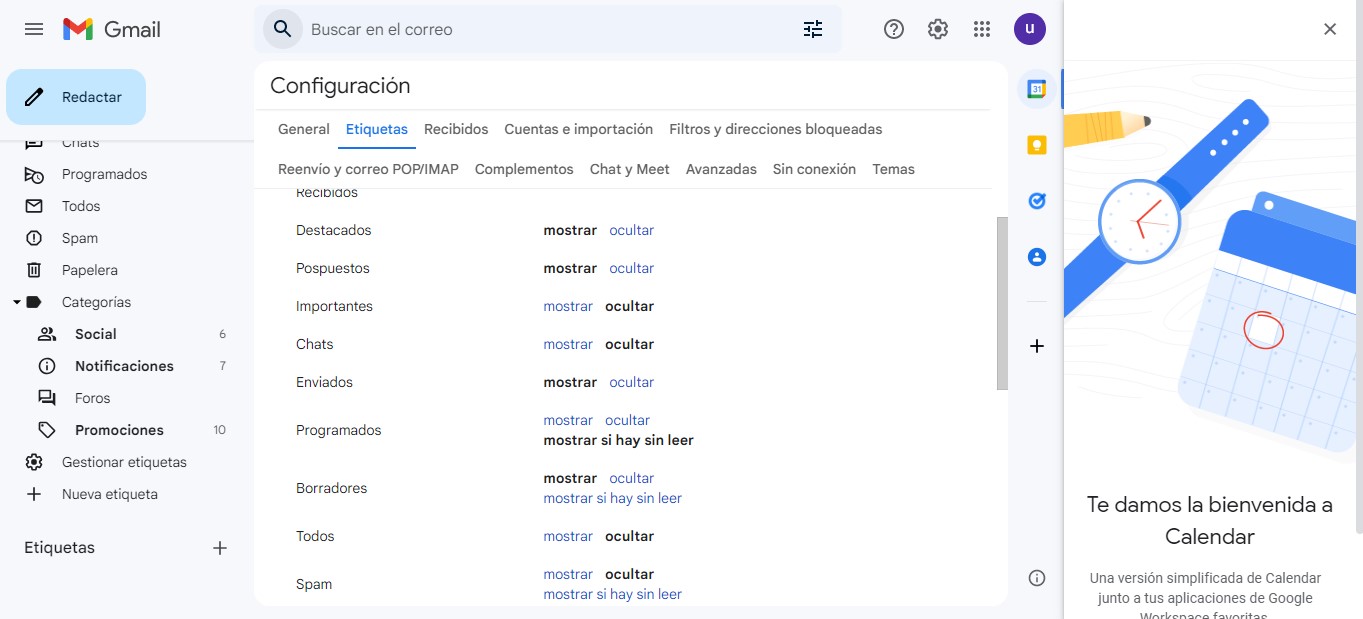 Gmail
Buscar en el correo
u
Redactar
Chats
Programados
Todos
Spam
Papelera
Categorías
Social 6
Notificaciones 7
Foros
Promociones 10
Gestionar etiquetas
Nueva etiqueta
Etiquetas
Configuración
General Etiquetas Recibidos Cuentas e importación Filtros y direcciones bloqueadas
Reenvío y correo POP/IMAP Complementos Chat y Meet Avanzadas Sin conexión Temas
Recibidos
Destacados mostrar ocultar
Pospuestos mostrar ocultar
Importantes mostrar ocultar
Chats mostrar ocultar
Enviados mostrar ocultar
Programados mostrar ocultar
mostrar si hay sin leer
Borradores mostrar ocultar
mostrar si hay sin leer
Todos mostrar ocultar
Spam mostrar ocultar
mostrar si hay sin leer
31
Te damos la bienvenida a
Calendar
Una versión simplificada de Calendar
junto a tus aplicaciones de Google
Workspace favoritas.